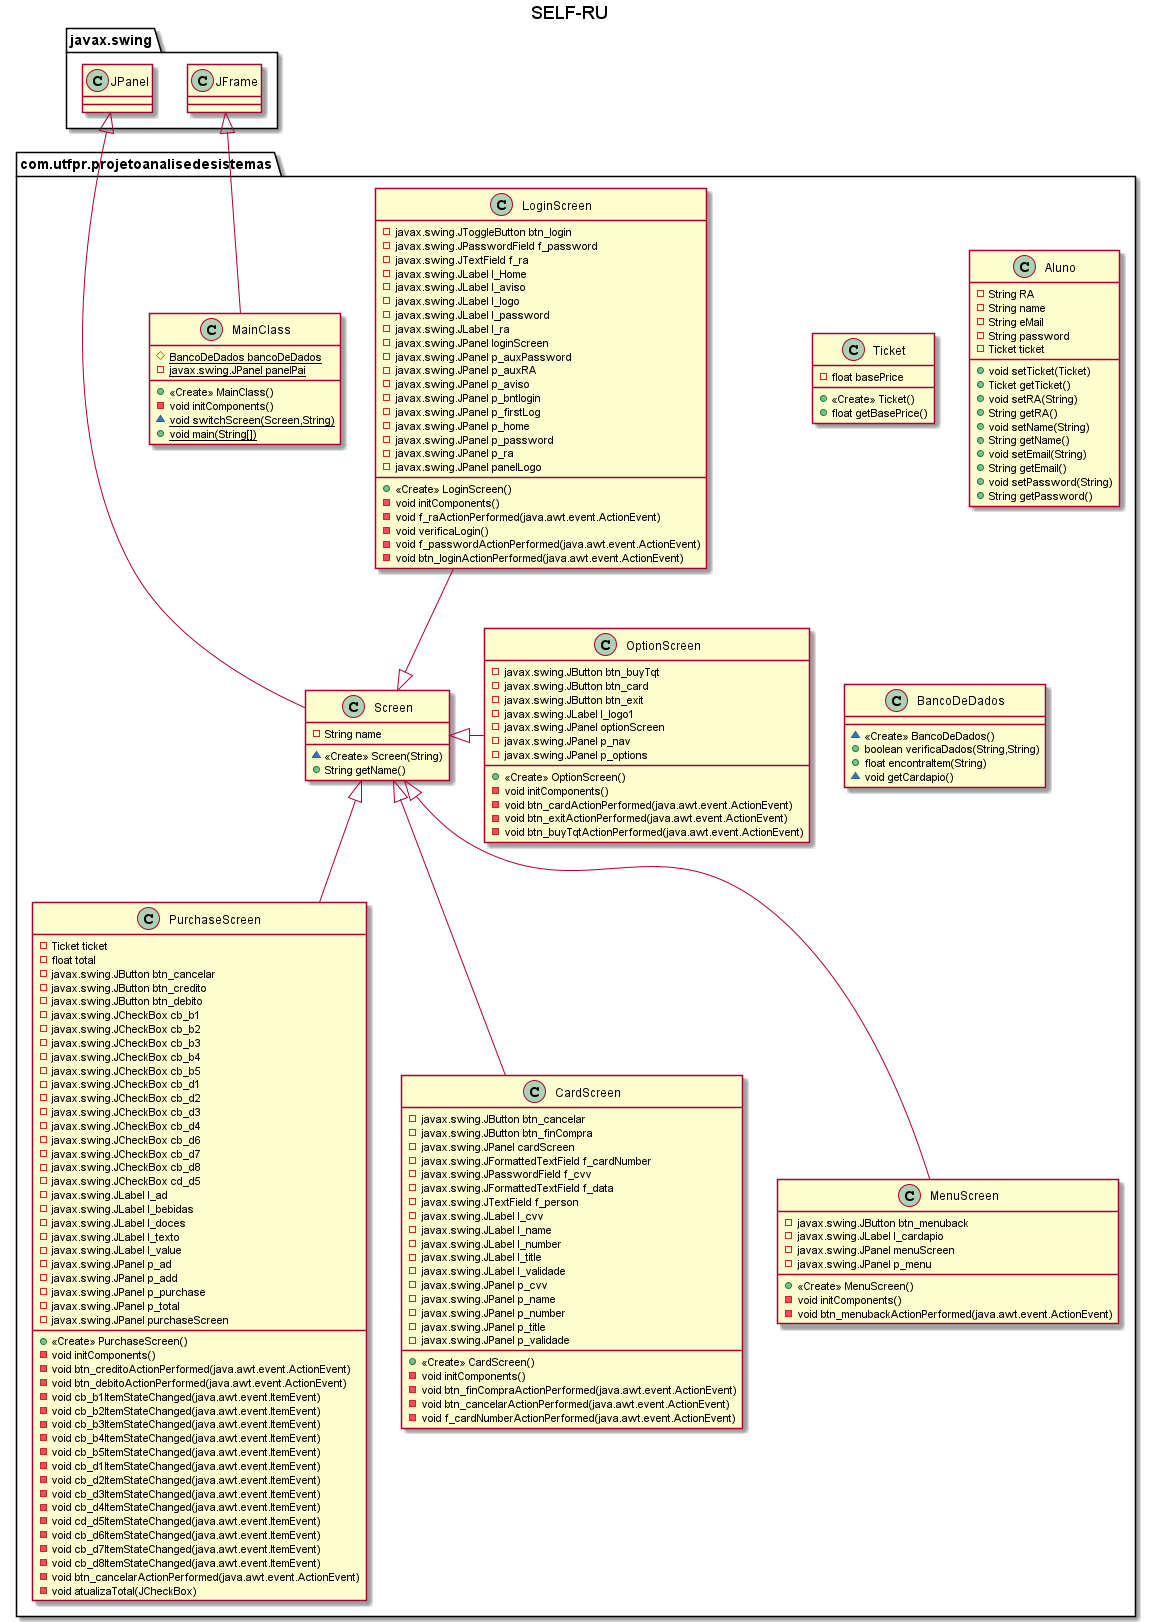 SELF-RU
javax.swing
C JPanel
C JFrame
com.utfpr.projetoanalisedesistemas
C LoginScreen
javax.swing.JToggleButton btn_login
javax.swing.JPasswordField f_password
javax.swing.JTextField f_ra
javax.swing.JLabel l_Home
javax.swing.JLabel l_aviso
javax.swing.JLabel l_logo
javax.swing.JLabel l_password
javax.swing.JLabel l_ra
javax.swing.JPanel loginScreen
javax.swing.JPanel p_auxPassword
javax.swing.JPanel p_auxRA
javax.swing.JPanel p_aviso
javax.swing.JPanel p_bntlogin
javax.swing.JPanel p_firstLog
javax.swing.JPanel p_home
javax.swing.JPanel p_password
javax.swing.JPanel p_ra
javax.swing.JPanel panelLogo
«Create» LoginScreen()
void initComponents()
void f_raActionPerformed(java.awt.event.ActionEvent)
void verificaLogin()
void f_passwordActionPerformed(java.awt.event.ActionEvent)
void btn_loginActionPerformed(java.awt.event.ActionEvent)
C Aluno
String RA
String name
String eMail
String password
Ticket ticket
void setTicket(Ticket)
Ticket getTicket()
void setRA(String)
String getRA()
void setName(String)
String getName()
void setEmail(String)
String getEmail()
void setPassword(String)
String getPassword()
C MainClass
BancoDeDados bancoDeDados
javax.swing.JPanel panelPai
«Create» MainClass()
void initComponents()
void switchScreen(Screen,String)
void main(String[])
C Ticket
float basePrice
«Create» Ticket()
float getBasePrice()
C OptionScreen
javax.swing.JButton btn_buyTqt
javax.swing.JButton btn_card
javax.swing.JButton btn_exit
javax.swing.JLabel l_logo1
javax.swing.JPanel optionScreen
javax.swing.JPanel p_nav
javax.swing.JPanel p_options
«Create» OptionScreen()
void initComponents()
void btn_cardActionPerformed(java.awt.event.ActionEvent)
void btn_exitActionPerformed(java.awt.event.ActionEvent)
void btn_buyTqtActionPerformed(java.awt.event.ActionEvent)
C Screen
String name
«Create» Screen(String)
String getName()
C BancoDeDados
«Create» BancoDeDados()
boolean verificaDados(String,String)
float encontraItem(String)
void getCardapio()
C PurchaseScreen
Ticket ticket
float total
javax.swing.JButton btn_cancelar
javax.swing.JButton btn_credito
javax.swing.JButton btn_debito
javax.swing.JCheckBox cb_b1
javax.swing.JCheckBox cb_b2
javax.swing.JCheckBox cb_b3
javax.swing.JCheckBox cb_b4
javax.swing.JCheckBox cb_b5
javax.swing.JCheckBox cb_d1
javax.swing.JCheckBox cb_d2
javax.swing.JCheckBox cb_d3
javax.swing.JCheckBox cb_d4
javax.swing.JCheckBox cb_d6
javax.swing.JCheckBox cb_d7
javax.swing.JCheckBox cb_d8
javax.swing.JCheckBox cd_d5
javax.swing.JLabel l_ad
javax.swing.JLabel l_bebidas
javax.swing.JLabel l_doces
javax.swing.JLabel l_texto
javax.swing.JLabel l_value
javax.swing.JPanel p_ad
javax.swing.JPanel p_add
javax.swing.JPanel p_purchase
javax.swing.JPanel p_total
javax.swing.JPanel purchaseScreen
«Create» PurchaseScreen()
void initComponents()
void btn_creditoActionPerformed(java.awt.event.ActionEvent)
void btn_debitoActionPerformed(java.awt.event.ActionEvent)
void cb_b1ItemStateChanged(java.awt.event.ItemEvent)
void cb_b2ItemStateChanged(java.awt.event.ItemEvent)
void cb_b3ItemStateChanged(java.awt.event.ItemEvent)
void cb_b4ItemStateChanged(java.awt.event.ItemEvent)
void cb_b5ItemStateChanged(java.awt.event.ItemEvent)
void cb_d1ItemStateChanged(java.awt.event.ItemEvent)
void cb_d2ItemStateChanged(java.awt.event.ItemEvent)
void cb_d3ItemStateChanged(java.awt.event.ItemEvent)
void cb_d4ItemStateChanged(java.awt.event.ItemEvent)
void cd_d5ItemStateChanged(java.awt.event.ItemEvent)
void cb_d6ItemStateChanged(java.awt.event.ItemEvent)
void cb_d7ItemStateChanged(java.awt.event.ItemEvent)
void cb_d8ItemStateChanged(java.awt.event.ItemEvent)
void btn_cancelarActionPerformed(java.awt.event.ActionEvent)
void atualizaTotal(JCheckBox)
C CardScreen
javax.swing.JButton btn_cancelar
javax.swing.JButton btn_finCompra
javax.swing.JPanel cardScreen
javax.swing.JFormattedTextField f_cardNumber
javax.swing.JPasswordField f_cvv
javax.swing.JFormattedTextField f_data
javax.swing.JTextField f_person
javax.swing.JLabel l_cvv
javax.swing.JLabel l_name
javax.swing.JLabel l_number
javax.swing.JLabel l_title
javax.swing.JLabel l_validade
javax.swing.JPanel p_cvv
javax.swing.JPanel p_name
javax.swing.JPanel p_number
javax.swing.JPanel p_title
javax.swing.JPanel p_validade
«Create» CardScreen()
void initComponents()
void btn_finCompraActionPerformed(java.awt.event.ActionEvent)
void btn_cancelarActionPerformed(java.awt.event.ActionEvent)
void f_cardNumberActionPerformed(java.awt.event.ActionEvent)
C MenuScreen
javax.swing.JButton btn_menuback
javax.swing.JLabel l_cardapio
javax.swing.JPanel menuScreen
javax.swing.JPanel p_menu
«Create» MenuScreen()
void initComponents()
void btn_menubackActionPerformed(java.awt.event.ActionEvent)